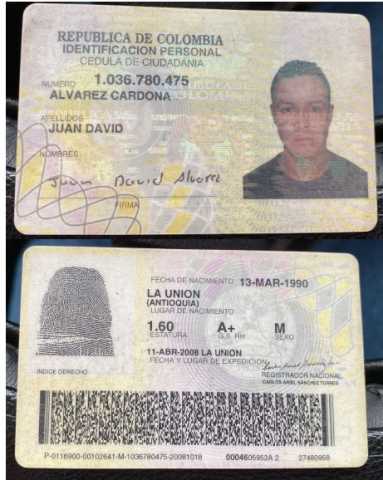 REPUBLICA DE COLOMBIA
IDENTIFICACION PERSONAL
CEDULA DE CIUDADANIA
NUMERO 1.036.780.475
ALVAREZ CARDONA
APELLIDOS
JUAN DAVID
NOMBRES
Juan David Alvarez
FIRMA
FECHA DE NACIMIENTO 13-MAR-1990
LA UNION
(ANTIOQUIA)
LUGAR DE NACIMIENTO
1.60 A+ M
ESTATURA G.S. RH SEXO
11-ABR-2008 LA UNION
FECHA Y LUGAR DE EXPEDICION
INDICE DERECHO
REGISTRADOR NACIONAL
CARLOS ARIEL SÁNCHEZ TORRES
P-0116900-00102641-M-1036780475-20081018 0004605953A 2 27480958